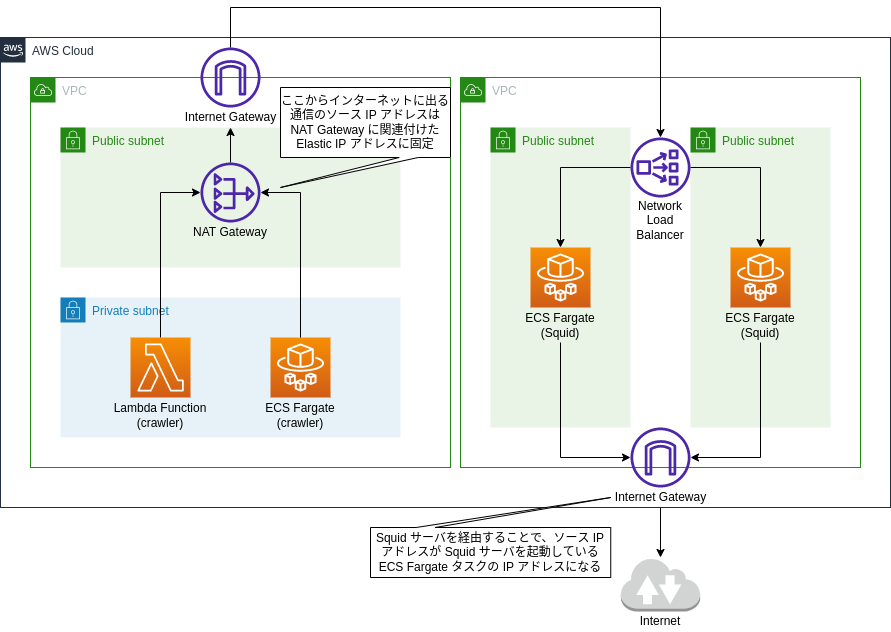 aws
AWS Cloud
VPC
Internet Gateway
ここからインターネットに出る
通信のソース IP アドレスは
NAT Gateway に関連付けた
Elastic IP アドレスに固定
Public subnet
NAT Gateway
Private subnet
Lambda Function
(crawler)
ECS Fargate
(crawler)
VPC
Public subnet
Public subnet
Network
Load
Balancer
ECS Fargate
(Squid)
ECS Fargate
(Squid)
Internet Gateway
Squid サーバを経由することで、ソース IP
アドレスが Squid サーバを起動している
ECS Fargate タスクの IP アドレスになる
Internet